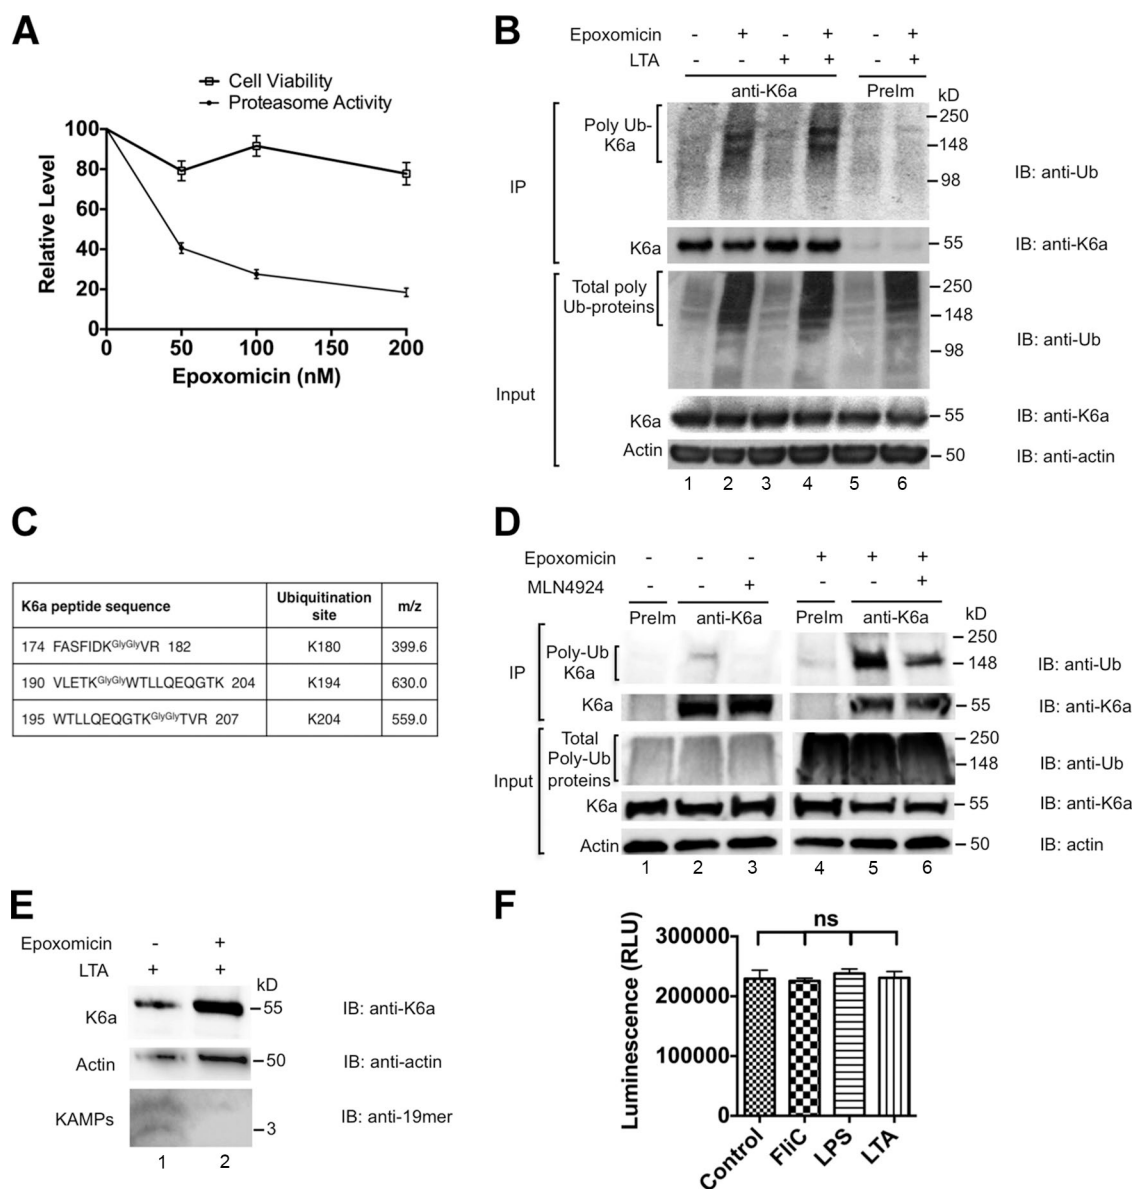 A
Cell Viability
Proteasome Activity
Relative Level
100
80
60
40
20
0
0 50 100 150 200
Epoxomicin (nM)
B
Epoxomicin - + - + - +
LTA - - + + - +
anti-K6a PreIm kD
IP
Poly Ub-
K6a
250
148
98
IB: anti-Ub
K6a 55 IB: anti-K6a
Input
Total poly
Ub-proteins
250
148
98
IB: anti-Ub
K6a 55 IB: anti-K6a
Actin 50 IB: anti-actin
1 2 3 4 5 6
C
K6a peptide sequence Ubiquitination site m/z
174 FASFIDKGlyGlyVR 182 K180 399.6
190 VLETKGlyGlyWTLLQEQGTK 204 K194 630.0
195 WTLLQEQGTKGlyGlyTVR 207 K204 559.0
D
Epoxomicin - - - + + +
MLN4924 - - + - - +
PreIm anti-K6a PreIm anti-K6a kD
IP
Poly-Ub
K6a
250
148
IB: anti-Ub
K6a 55 IB: anti-K6a
Input
Total
Poly-Ub
proteins
250
148
IB: anti-Ub
K6a 55 IB: anti-K6a
Actin 50 IB: actin
1 2 3 4 5 6
E
Epoxomicin - +
LTA + +
kD
K6a 55 IB: anti-K6a
Actin 50 IB: anti-actin
KAMPs 3 IB: anti-19mer
1 2
F
Luminescence (RLU)
300000
200000
100000
0
ns
Control FliC LPS LTA